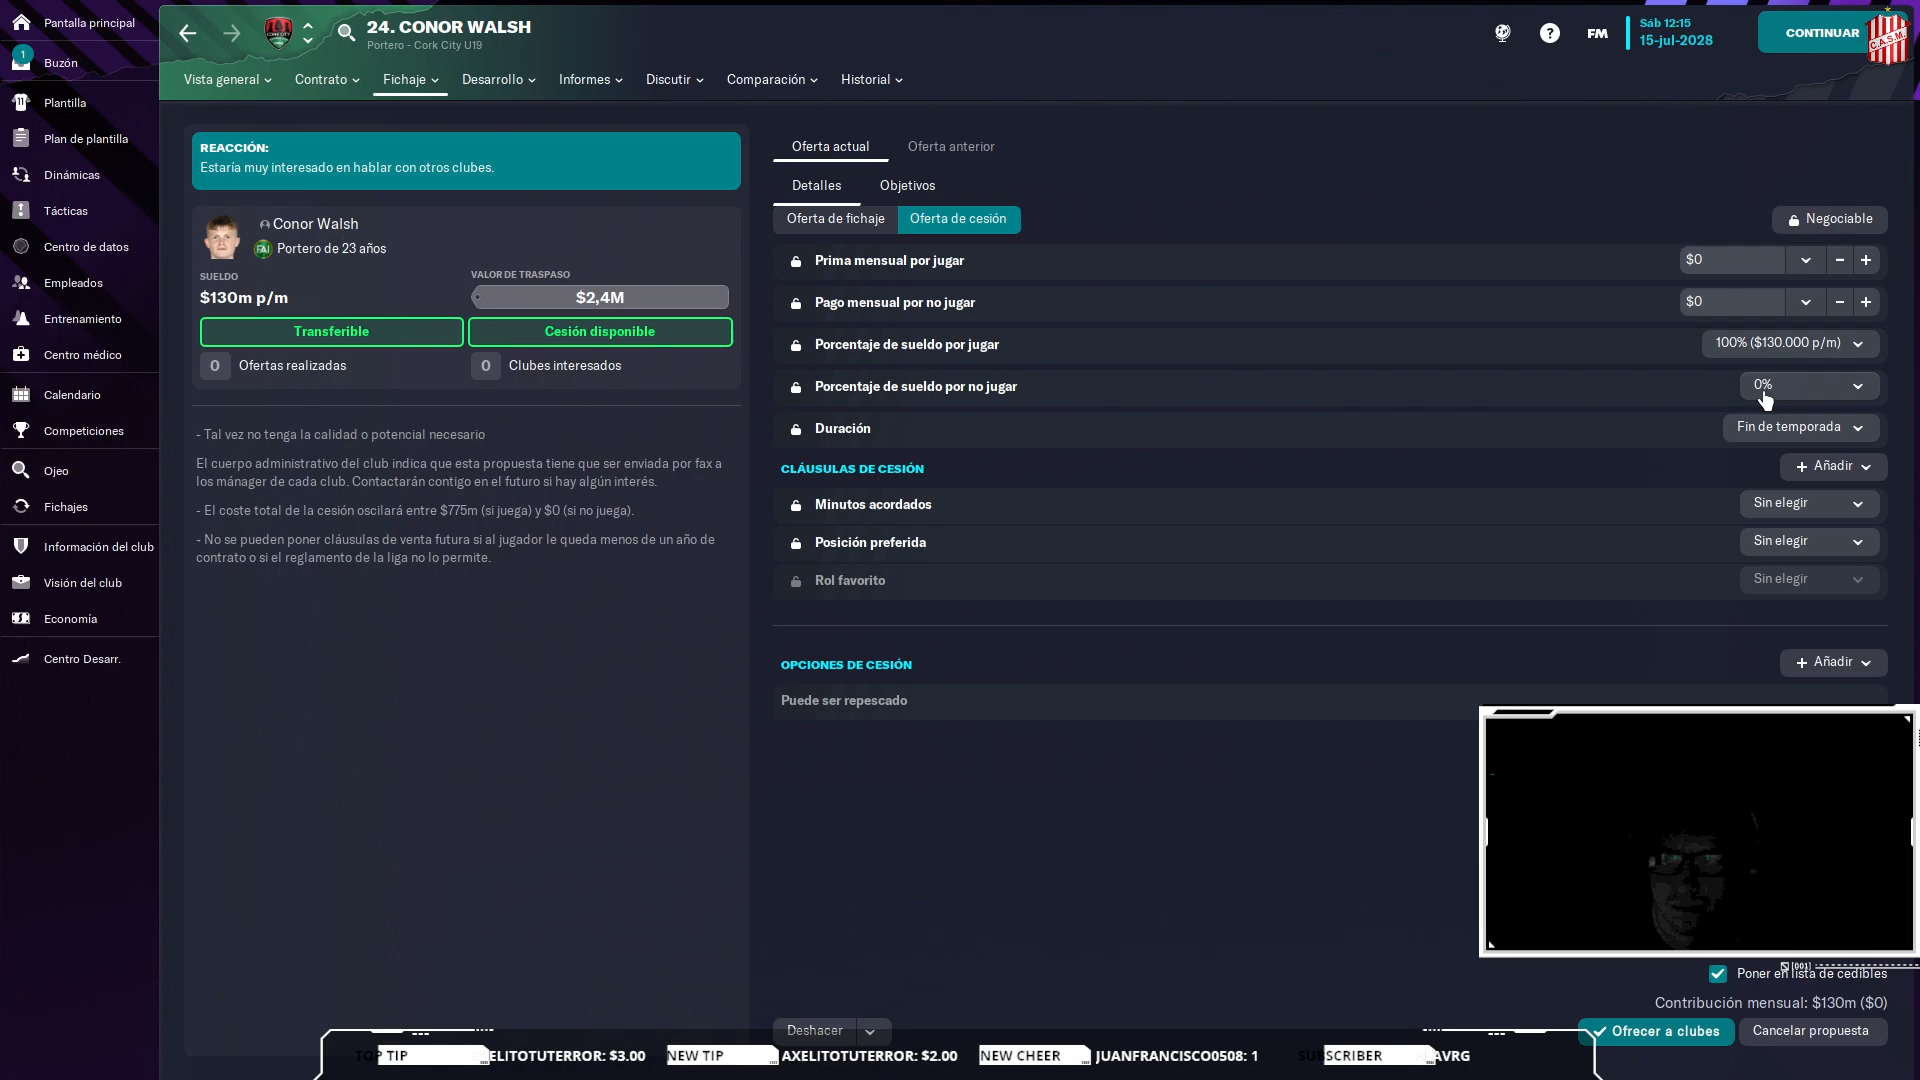 Pantalla principal
1
Buzón
Plantilla
Plan de plantilla
Dinámicas
Tácticas
Centro de datos
Empleados
Entrenamiento
Centro médico
Calendario
Competiciones
Ojeo
Fichajes
Información del club
Visión del club
Economía
Centro Desarr.
24. CONOR WALSH
Portero - Cork City U19
FM
Sáb 12:15
15-jul-2028
CONTINUAR
C.A.S.M.
Vista general
Contrato
Fichaje
Desarrollo
Informes
Discutir
Comparación
Historial
REACCIÓN:
Estaría muy interesado en hablar con otros clubes.
Conor Walsh
FAI
Portero de 23 años
SUELDO
VALOR DE TRASPASO
$130m p/m
$2,4M
Transferible
Cesión disponible
0 Ofertas realizadas
0 Clubes interesados
- Tal vez no tenga la calidad o potencial necesario
El cuerpo administrativo del club indica que esta propuesta tiene que ser enviada por fax a
los mánager de cada club. Contactarán contigo en el futuro si hay algún interés.
- El coste total de la cesión oscilará entre $775m (si juega) y $0 (si no juega).
- No se pueden poner cláusulas de venta futura si al jugador le queda menos de un año de
contrato o si el reglamento de la liga no lo permite.
Oferta actual
Oferta anterior
Detalles
Objetivos
Oferta de fichaje
Oferta de cesión
Negociable
Prima mensual por jugar
$0
Pago mensual por no jugar
$0
Porcentaje de sueldo por jugar
100% ($130.000 p/m)
Porcentaje de sueldo por no jugar
0%
Duración
Fin de temporada
CLÁUSULAS DE CESIÓN
Añadir
Minutos acordados
Sin elegir
Posición preferida
Sin elegir
Rol favorito
Sin elegir
OPCIONES DE CESIÓN
Añadir
Puede ser repescado
[001]
Poner en lista de cedibles
Contribución mensual: $130m ($0)
Deshacer
Ofrecer a clubes
Cancelar propuesta
TOP TIP
ELITOTUTERROR: $3.00
NEW TIP
AXELITOTUTERROR: $2.00
NEW CHEER
JUANFRANCISCO0508: 1
SUBSCRIBER
AVRG